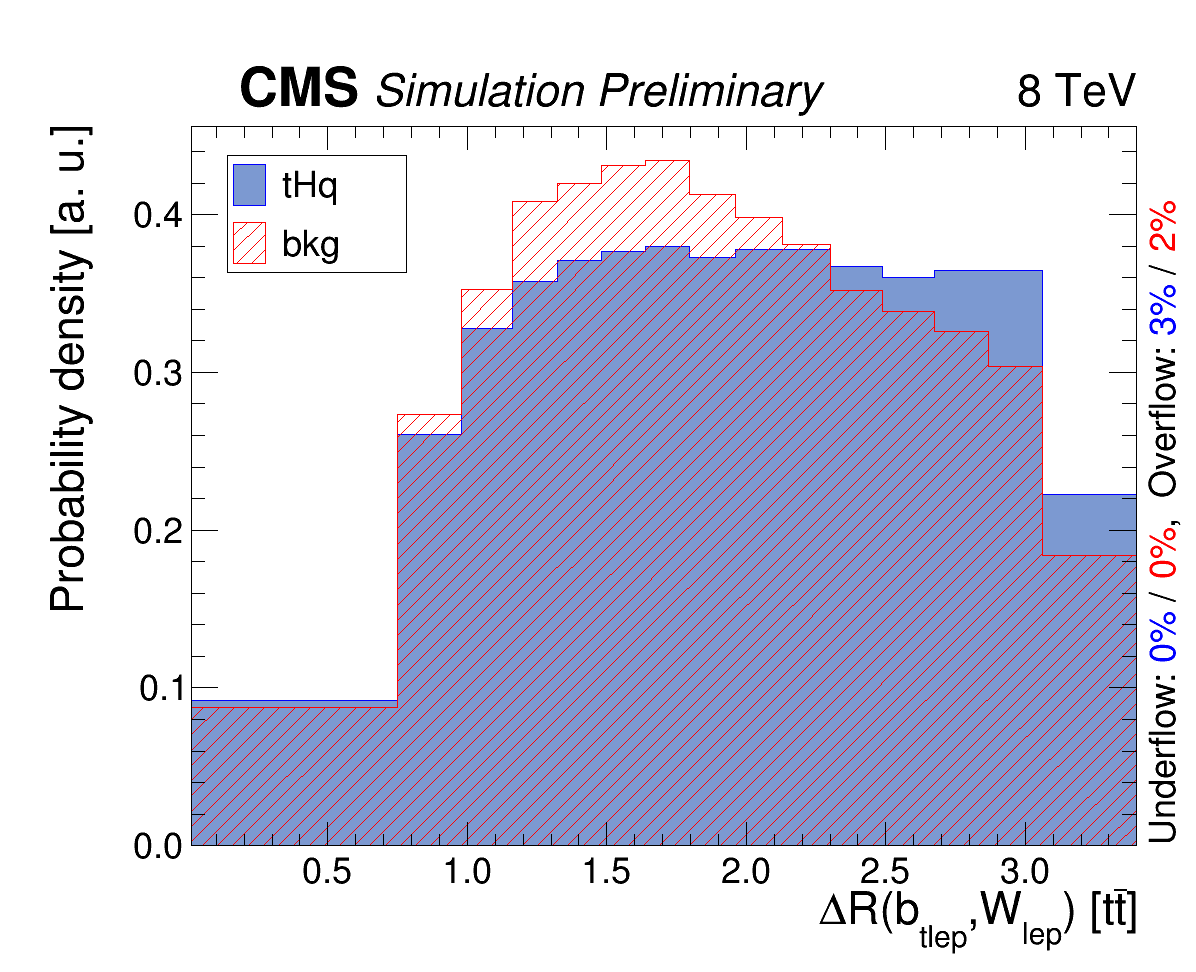 CMS Simulation Preliminary 8 TeV
Probability density [a. u.]
tHq
bkg
0.4
0.3
0.2
0.1
0.0
0.5 1.0 1.5 2.0 2.5 3.0
ΔR(b_tlep,W_lep) [tt̄]
Underflow: 0% / 0%, Overflow: 3% / 2%